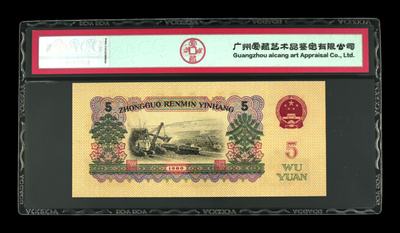 广州爱藏艺术品鉴定有限公司
Guangzhou aicang art Appraisal Co., Ltd.
5 5
ZHONGGUO RENMIN YINHANG
1960
5
WU
YUAN